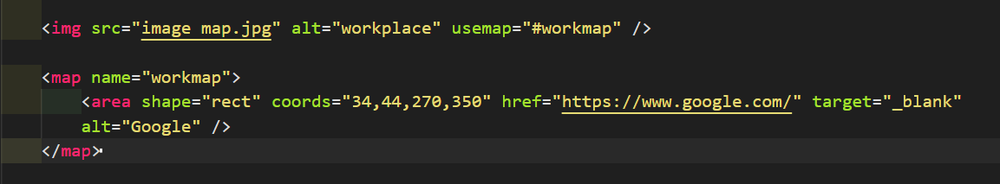 <img src="image map.jpg" alt="workplace" usemap="#workmap" />
<map name="workmap">
<area shape="rect" coords="34,44,270,350" href="https://www.google.com/" target="_blank"
alt="Google" />
</map>